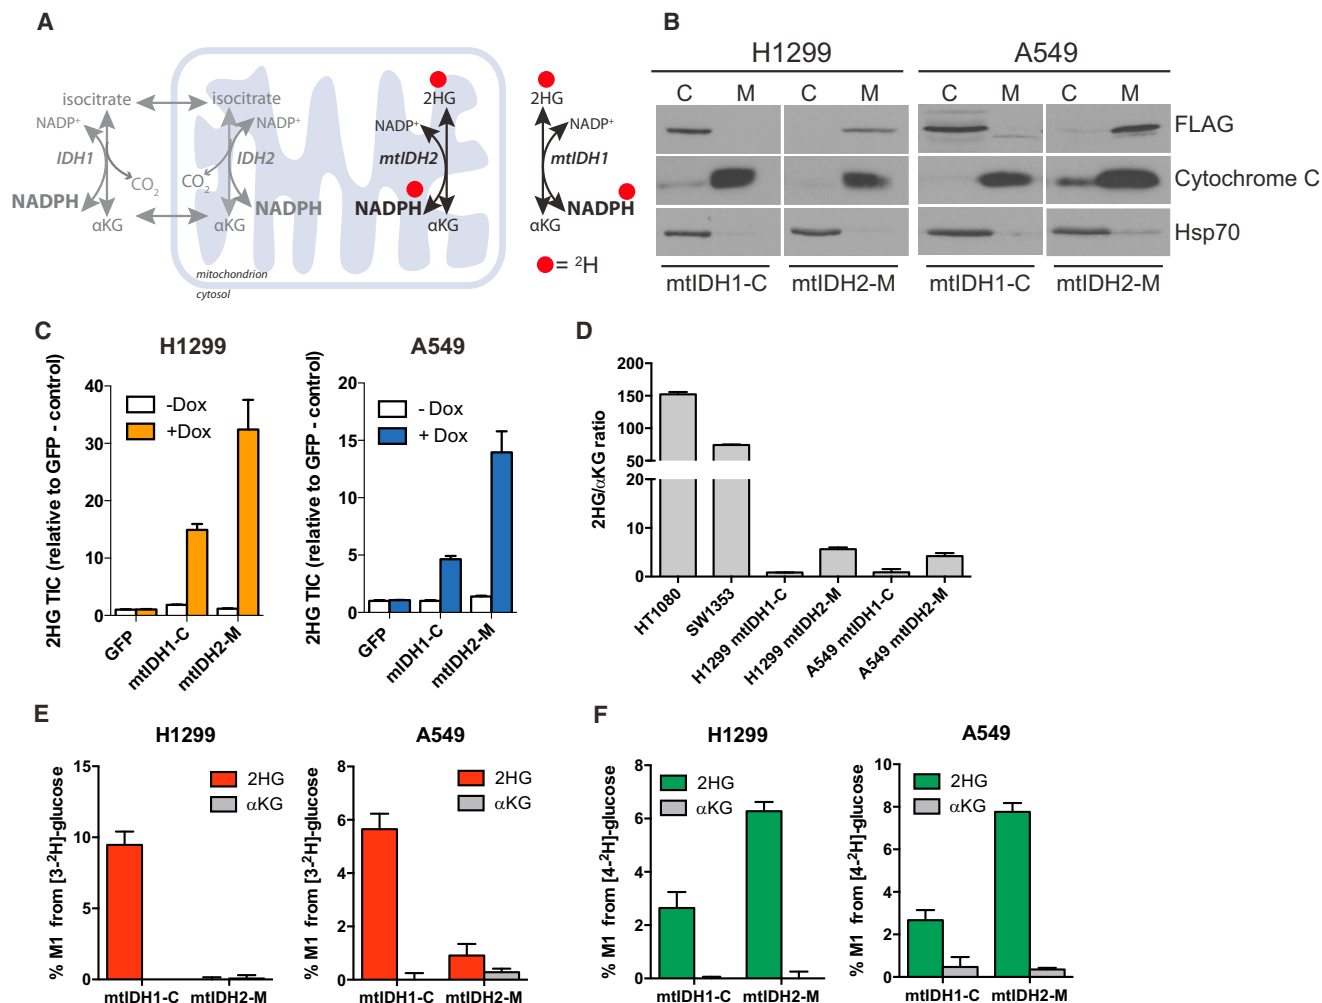 A
isocitrate
isocitrate
NADP+
NADP+
IDH1
IDH2
CO2
CO2
NADPH
NADPH
αKG
αKG
mitochondrion
cytosol
2HG
2HG
NADP+
NADP+
mtIDH2
mtIDH1
NADPH
NADPH
αKG
αKG
= ²H
B
H1299
A549
C M C M C M C M
FLAG
Cytochrome C
Hsp70
mtIDH1-C mtIDH2-M mtIDH1-C mtIDH2-M
C
H1299
2HG TIC (relative to GFP - control)
40
30
20
10
0
-Dox
+Dox
GFP
mtIDH1-C
mtIDH2-M
A549
2HG TIC (relative to GFP - control)
20
15
10
5
0
- Dox
+ Dox
GFP
mIDH1-C
mtIDH2-M
D
2HG/αKG ratio
200
150
100
50
20
10
0
HT1080
SW1353
H1299 mtIDH1-C
H1299 mtIDH2-M
A549 mtIDH1-C
A549 mtIDH2-M
E
H1299
% M1 from [3-²H]-glucose
15
10
5
0
2HG
αKG
mtIDH1-C mtIDH2-M
A549
% M1 from [3-²H]-glucose
8
6
4
2
0
2HG
αKG
mtIDH1-C mtIDH2-M
F
H1299
% M1 from [4-²H]-glucose
8
6
4
2
0
2HG
αKG
mtIDH1-C mtIDH2-M
A549
% M1 from [4-²H]-glucose
10
8
6
4
2
0
2HG
αKG
mtIDH1-C mtIDH2-M